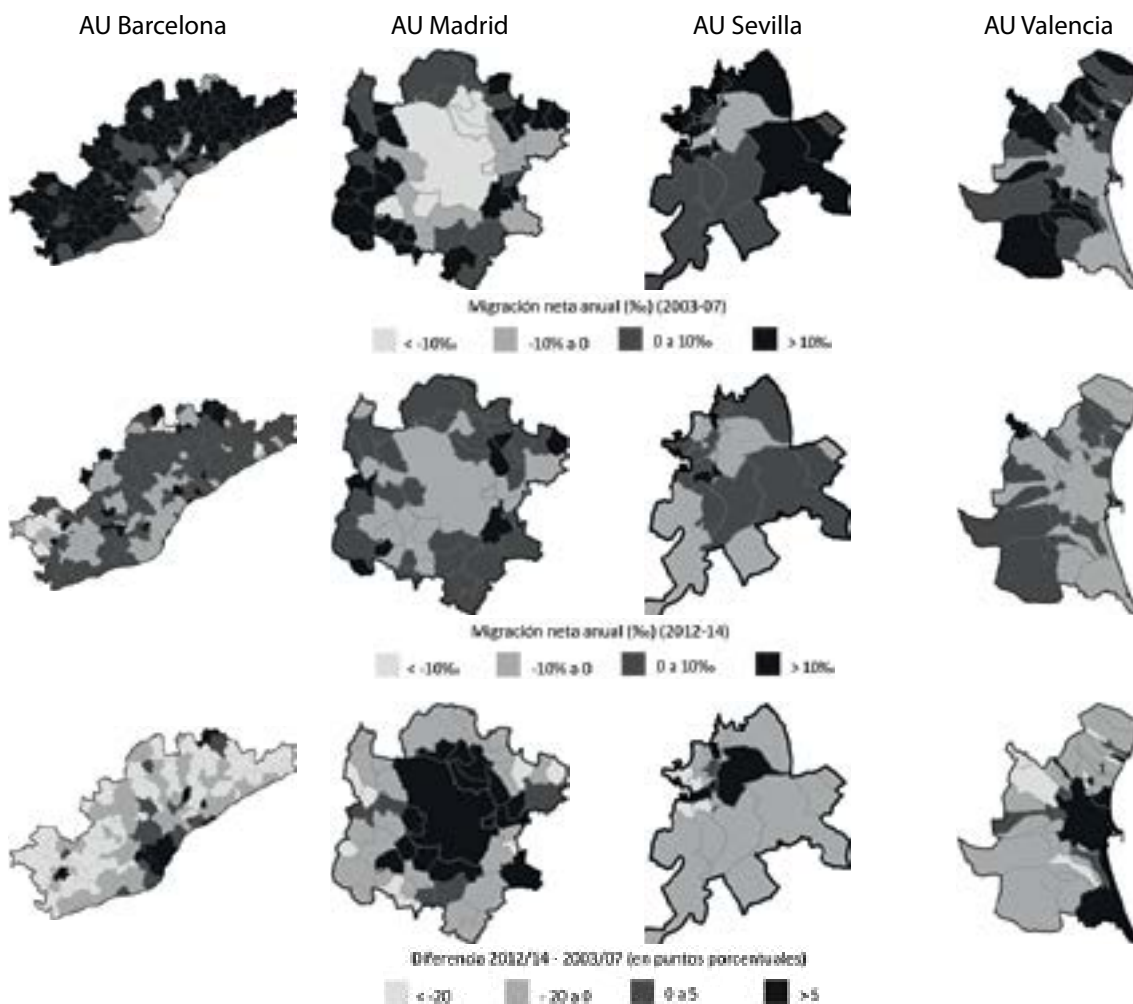 AU Barcelona AU Madrid AU Sevilla AU Valencia
Migración neta anual (‰) (2003-07)
< -10‰ -10% a 0 0 a 10‰ > 10‰
Migración neta anual (‰) (2012-14)
< -10‰ -10% a 0 0 a 10‰ > 10‰
Diferencia 2012/14 - 2003/07 (en puntos porcentuales)
< -20 - 20 a 0 0 a 5 > 5